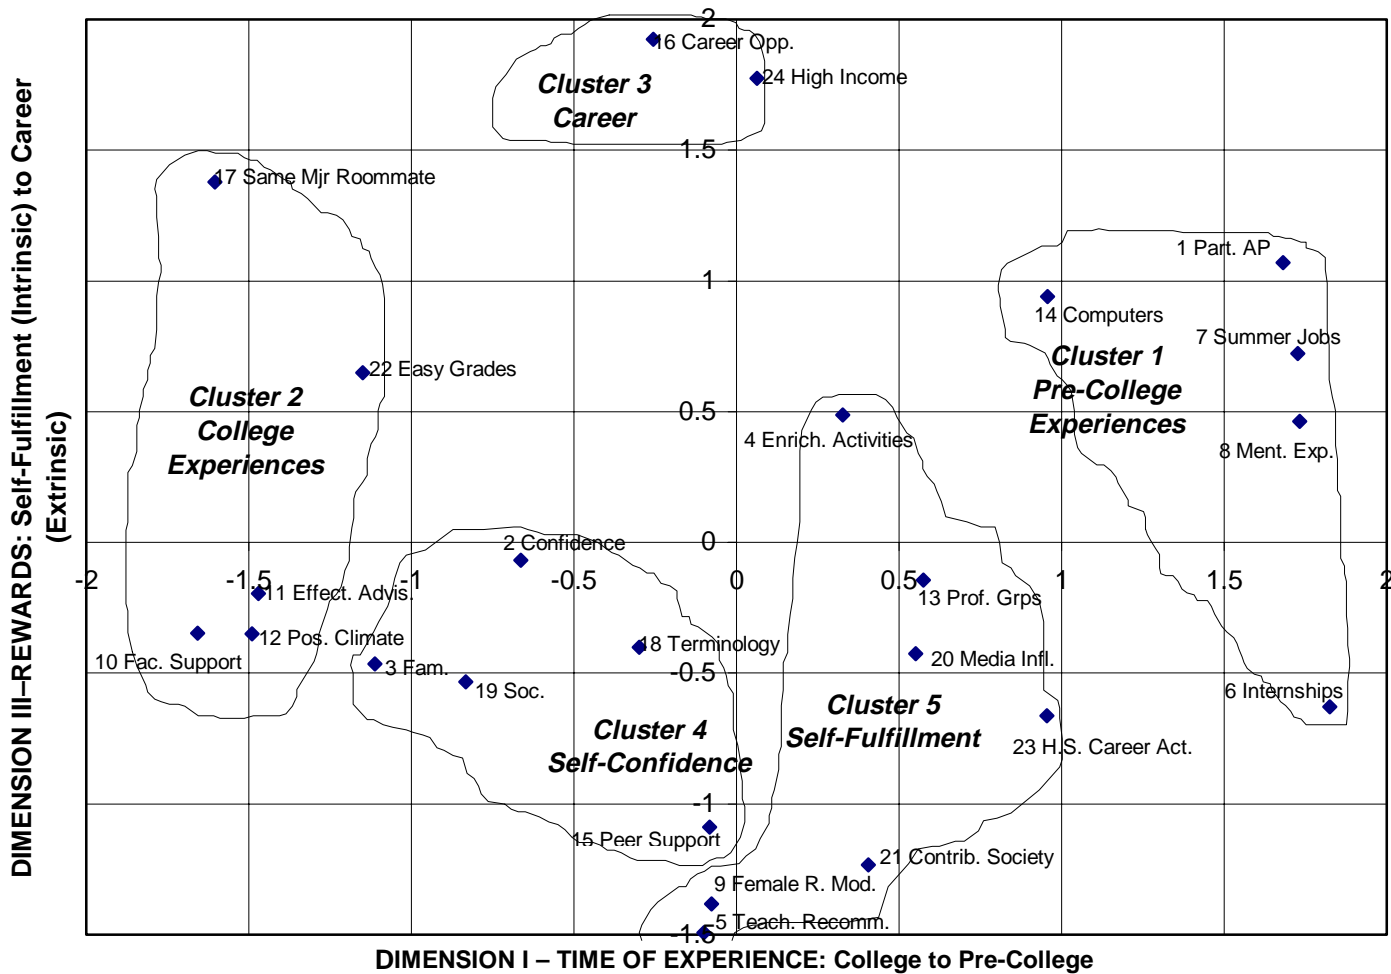 2
16 Career Opp.
24 High Income
Cluster 3
Career
1.5
17 Same Mjr Roommate
1 Part. AP
1
14 Computers
7 Summer Jobs
Cluster 1
Pre-College
Experiences
22 Easy Grades
Cluster 2
College
Experiences
0.5
4 Enrich. Activities
8 Ment. Exp.
2 Confidence
0
-2 -1.5 -1 -0.5 0 0.5 1 1.5 2
11 Effect. Advis.
13 Prof. Grps
12 Pos. Climate
18 Terminology
10 Fac. Support
3 Fam.
20 Media Infl.
-0.5
19 Soc.
6 Internships
Cluster 4
Self-Confidence
Cluster 5
Self-Fulfillment
23 H.S. Career Act.
-1
15 Peer Support
21 Contrib. Society
9 Female R. Mod.
5 Teach. Recomm.
-1.5
DIMENSION III–REWARDS: Self-Fulfillment (Intrinsic) to Career
(Extrinsic)
DIMENSION I – TIME OF EXPERIENCE: College to Pre-College